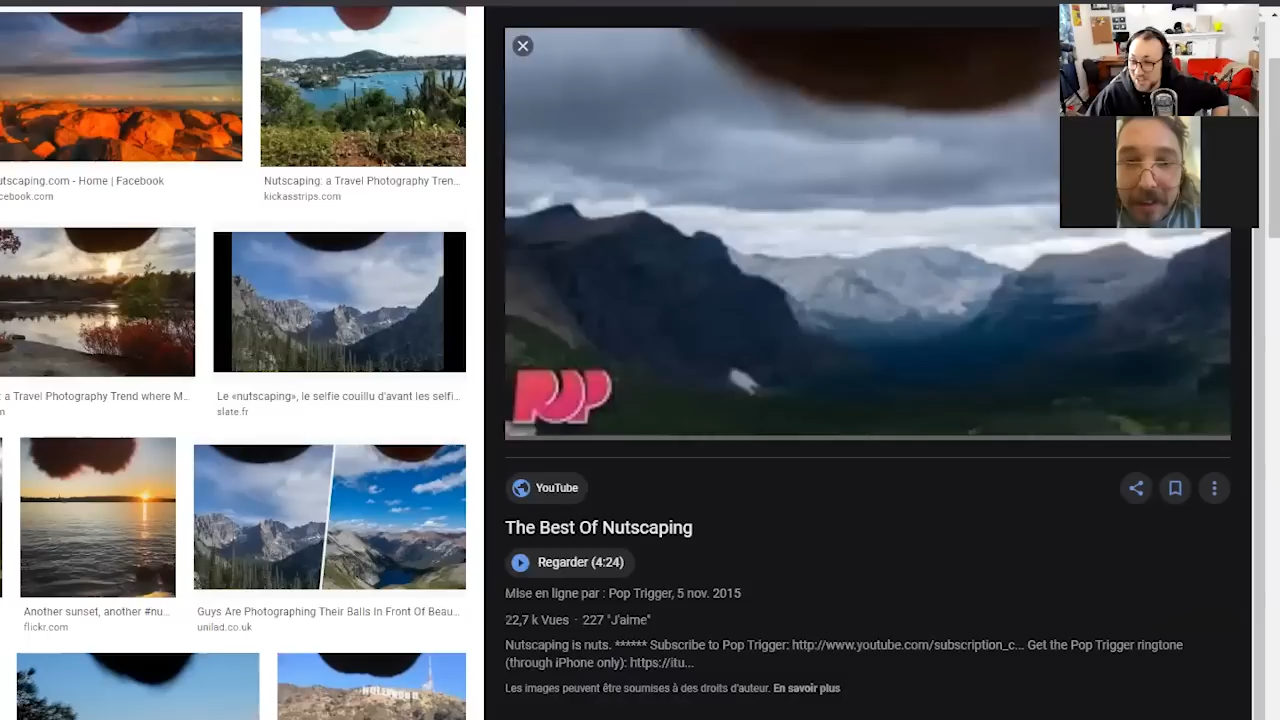 utscaping.com - Home | Facebook
cebook.com
Nutscaping: a Travel Photography Tren...
kickasstrips.com
: a Travel Photography Trend where M...
m
Le «nutscaping», le selfie couillu d'avant les selfi...
slate.fr
Another sunset, another #nu...
flickr.com
Guys Are Photographing Their Balls In Front Of Beau...
unilad.co.uk
HOLLYWOOD
POP
YouTube
The Best Of Nutscaping
Regarder (4:24)
Mise en ligne par : Pop Trigger, 5 nov. 2015
22,7 k Vues · 227 "J'aime"
Nutscaping is nuts. ****** Subscribe to Pop Trigger: http://www.youtube.com/subscription_c... Get the Pop Trigger ringtone
(through iPhone only): https://itu...
Les images peuvent être soumises à des droits d'auteur. En savoir plus